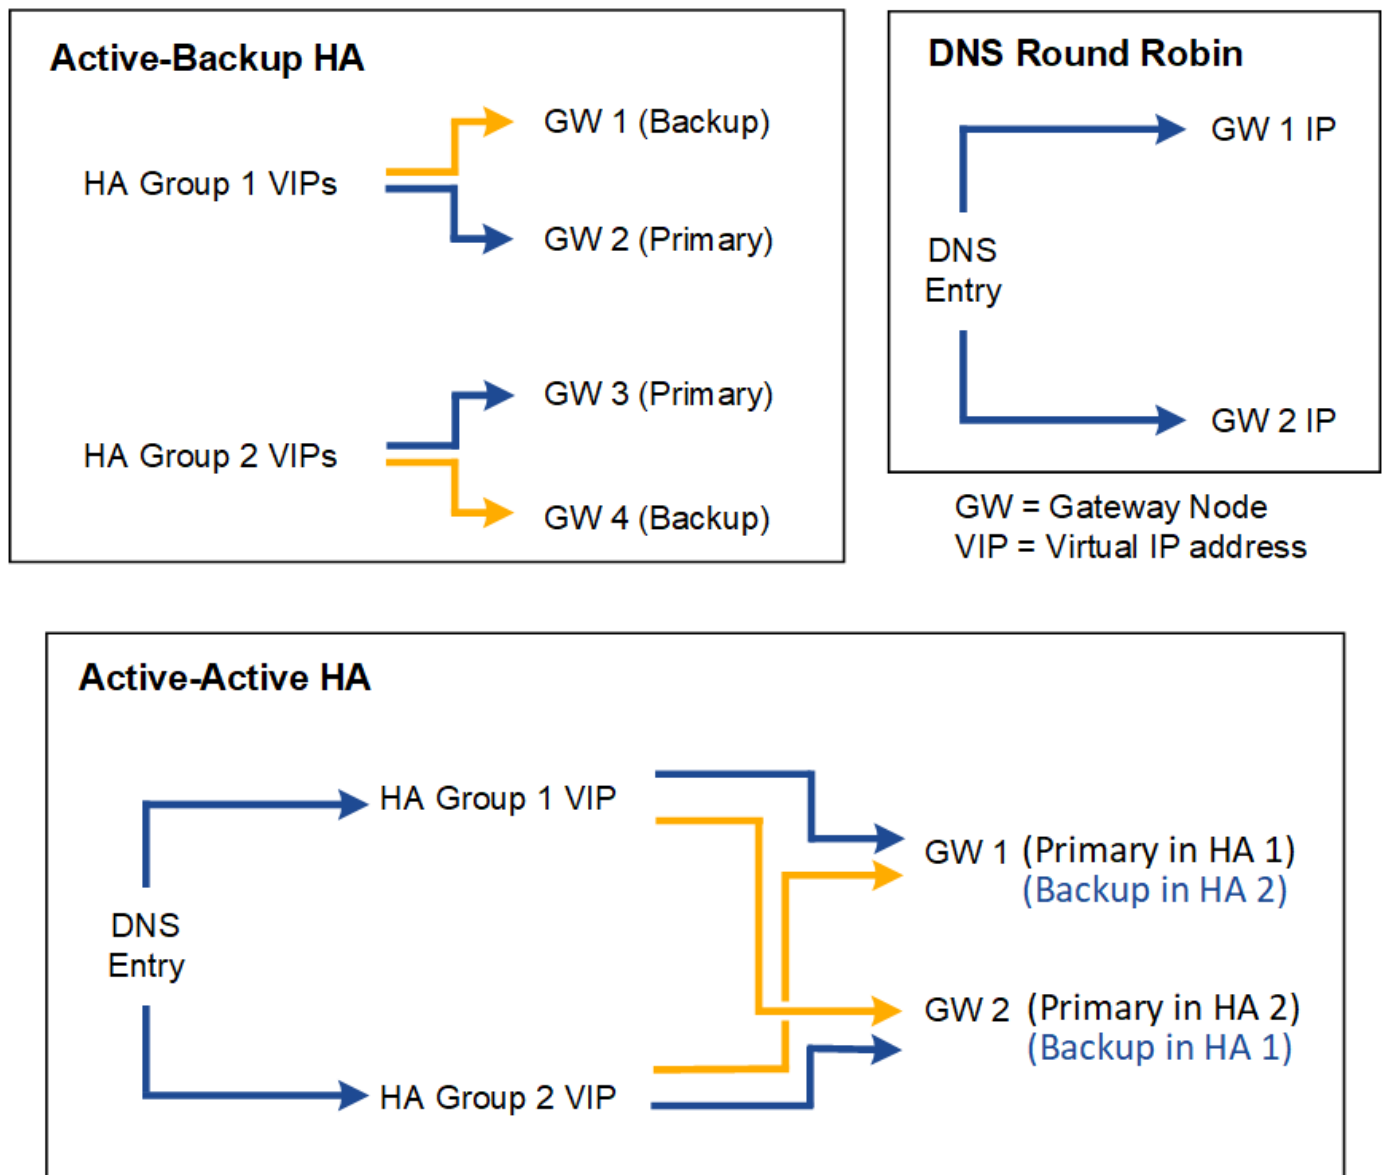 Active-Backup HA
HA Group 1 VIPs
GW 1 (Backup)
GW 2 (Primary)
HA Group 2 VIPs
GW 3 (Primary)
GW 4 (Backup)
DNS Round Robin
DNS
Entry
GW 1 IP
GW 2 IP
GW = Gateway Node
VIP = Virtual IP address
Active-Active HA
DNS
Entry
HA Group 1 VIP
HA Group 2 VIP
GW 1 (Primary in HA 1)
(Backup in HA 2)
GW 2 (Primary in HA 2)
(Backup in HA 1)